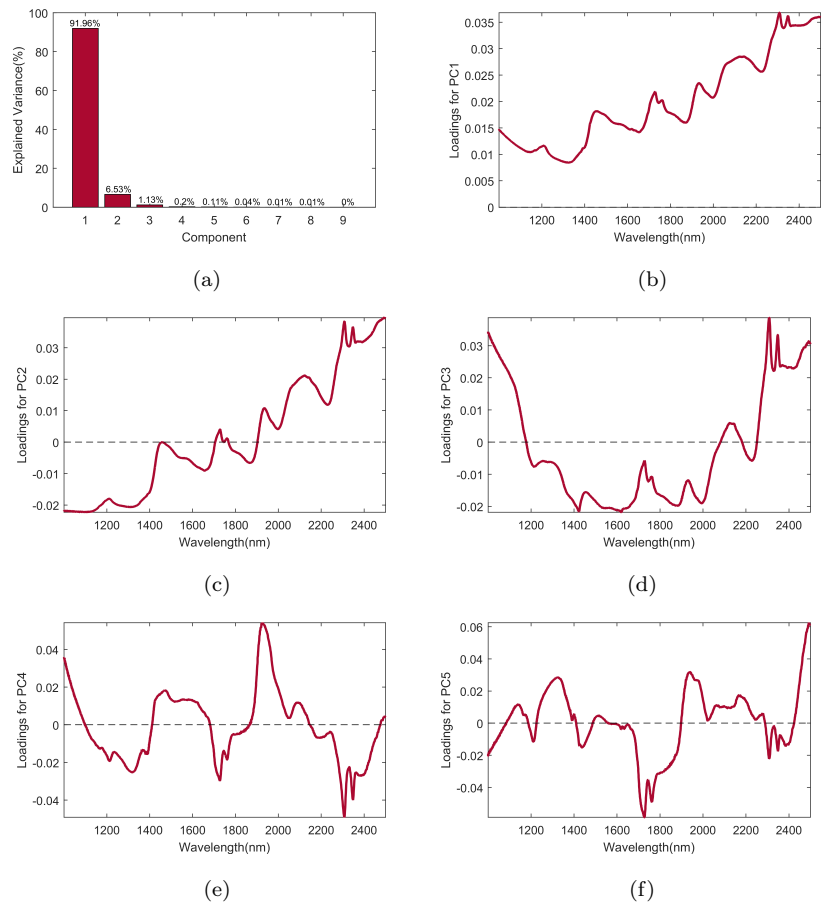 100
80
60
40
20
0
Explained Variance(%)
91.96%
6.53%
1.13%
0.2%
0.11%
0.04%
0.01%
0.01%
0%
1 2 3 4 5 6 7 8 9
Component
(a)
0.035
0.03
0.025
0.02
0.015
0.01
0.005
0
Loadings for PC1
1200 1400 1600 1800 2000 2200 2400
Wavelength(nm)
(b)
0.03
0.02
0.01
0
-0.01
-0.02
Loadings for PC2
1200 1400 1600 1800 2000 2200 2400
Wavelength(nm)
(c)
0.03
0.02
0.01
0
-0.01
-0.02
Loadings for PC3
1200 1400 1600 1800 2000 2200 2400
Wavelength(nm)
(d)
0.04
0.02
0
-0.02
-0.04
Loadings for PC4
1200 1400 1600 1800 2000 2200 2400
Wavelength(nm)
(e)
0.06
0.04
0.02
0
-0.02
-0.04
Loadings for PC5
1200 1400 1600 1800 2000 2200 2400
Wavelength(nm)
(f)